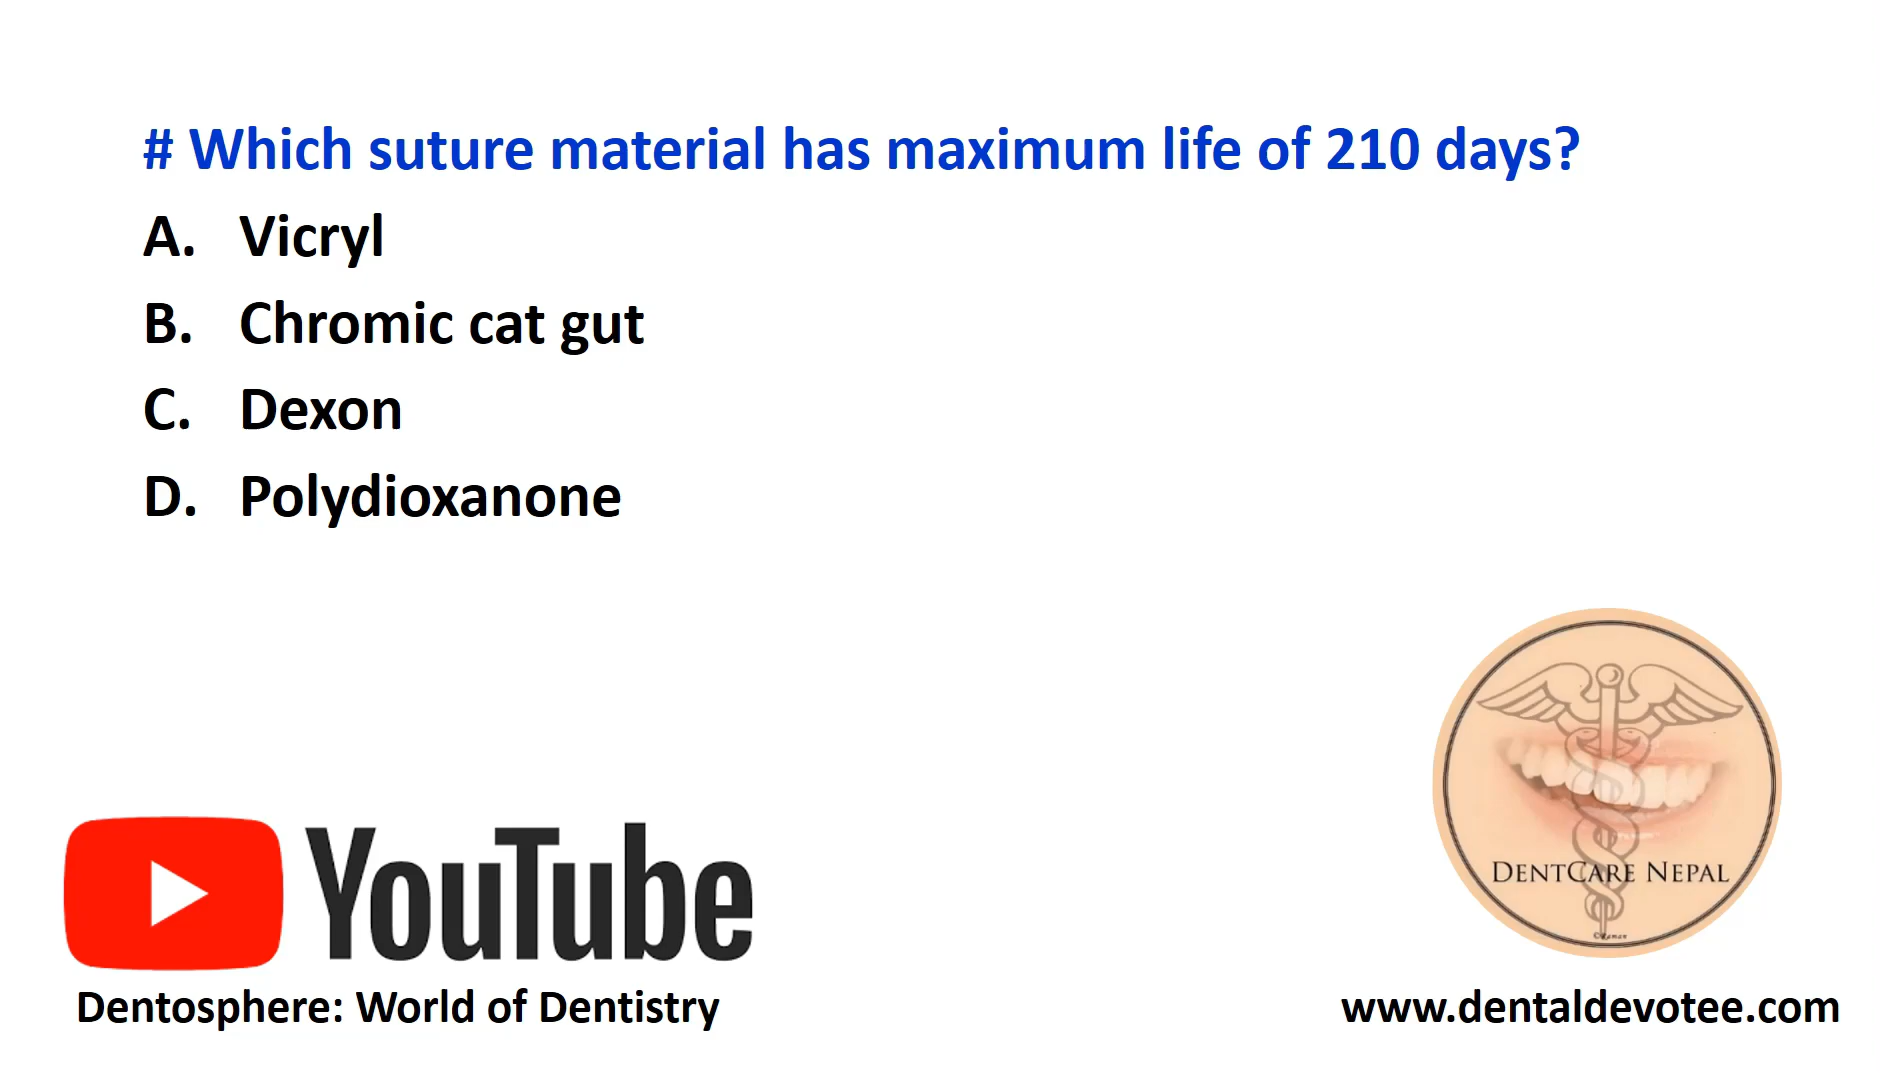 # Which suture material has maximum life of 210 days?
A. Vicryl
B. Chromic cat gut
C. Dexon
D. Polydioxanone
DENTCARE NEPAL
YouTube
Dentosphere: World of Dentistry
www.dentaldevotee.com